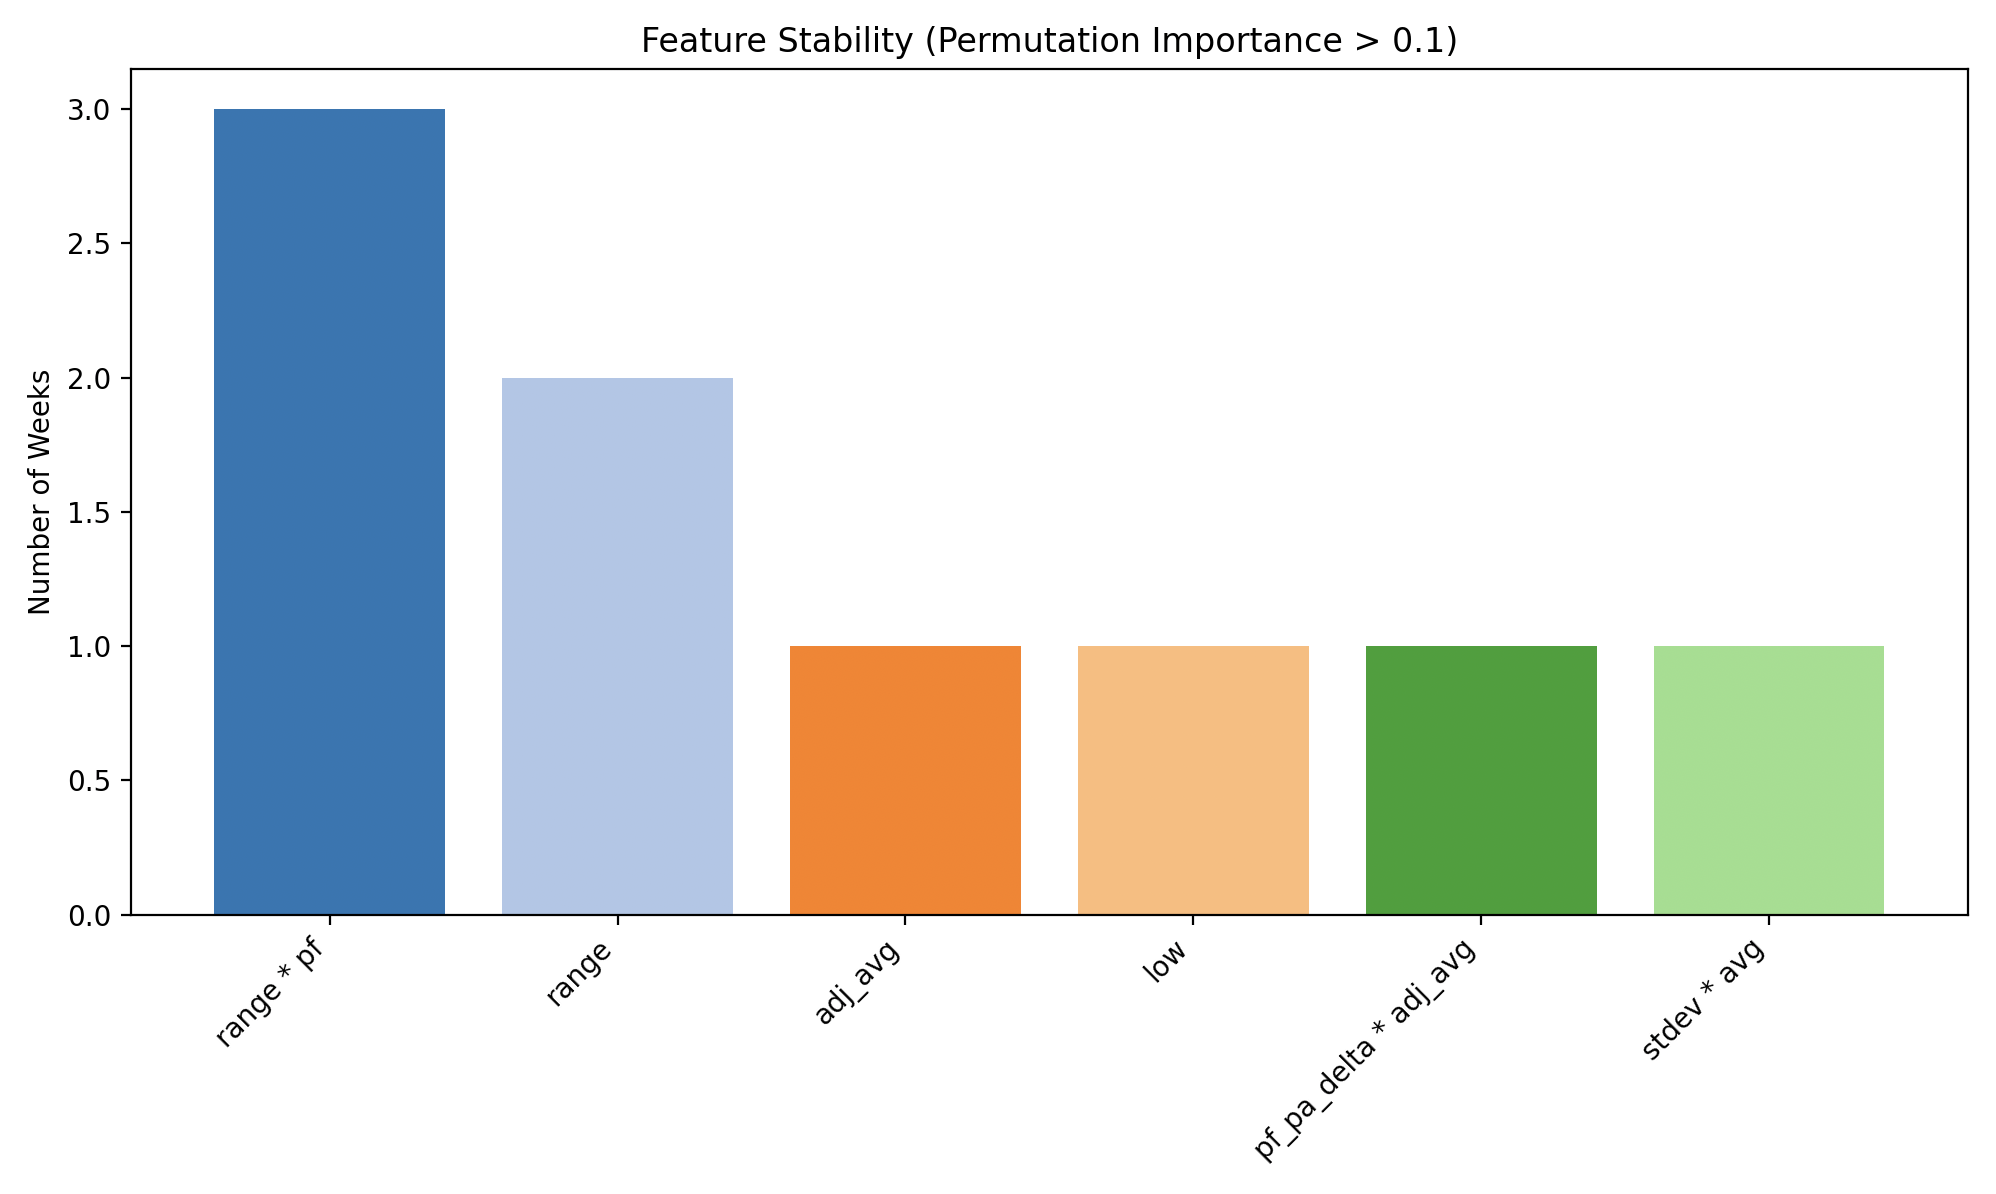 Feature Stability (Permutation Importance > 0.1)
Number of Weeks
3.0
2.5
2.0
1.5
1.0
0.5
0.0
range * pf
range
adj_avg
low
pf_pa_delta * adj_avg
stdev * avg